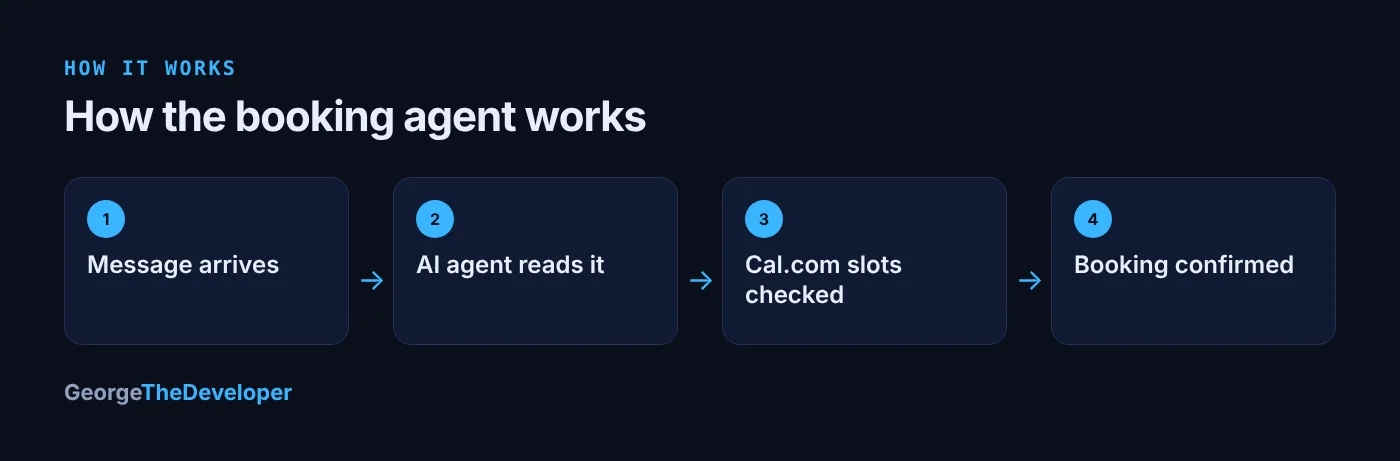 HOW IT WORKS
How the booking agent works
1
Message arrives
2
AI agent reads it
3
Cal.com slots
checked
4
Booking confirmed
GeorgeTheDeveloper